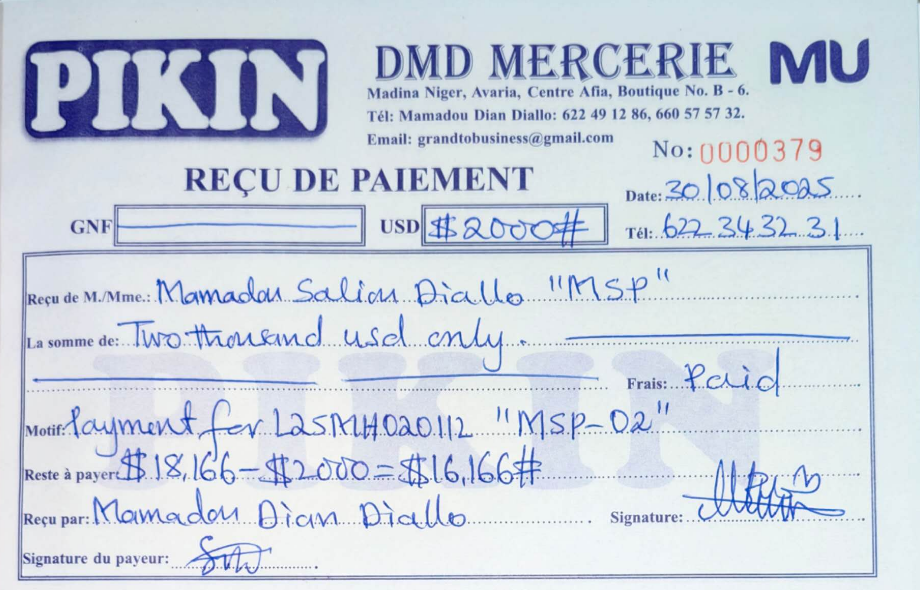 PIKIN
DMD MERCERIE
MU
Madina Niger, Avaria, Centre Afia, Boutique No. B - 6.
Tél: Mamadou Dian Diallo: 622 49 12 86, 660 57 57 32.
Email: grandtobusiness@gmail.com
No: 0000379
REÇU DE PAIEMENT
Date: 30/08/2025
GNF USD $2000#
Tél: 622 34 32 31
Reçu de M./Mme.: Mamadou Saliou Diallo "MSP"
La somme de: Two thousand usd only.
Frais: Paid
Motif: Payment for L25MH020112 "MSP-02"
Reste à payer: $18,166-$2000=$16,166#
Reçu par: Mamadou Dian Diallo Signature:
Signature du payeur:
PIKIN